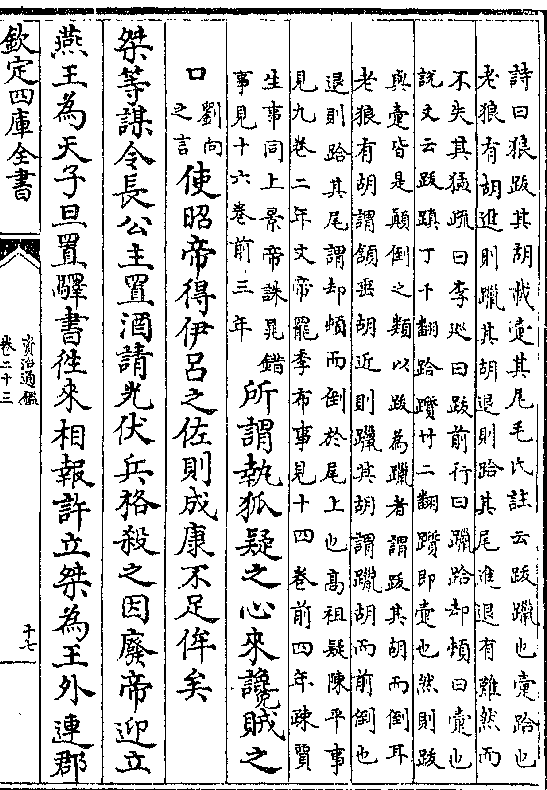 詩曰狼跋其胡載疐其尾毛氏註云跋躐也疐跲也
老狼有胡進則躐其胡退則跲其尾進退有難然而
不失其猛疏曰李廵曰跋前行曰躐跲却頓曰疐也
説文云跋躓丁千翻跲躓竹二翻躓即疐也然則跋
與疐皆是顛倒之類以跋為躐者謂跋其胡而倒耳
老狼有胡謂頷垂胡近則躐其胡謂躐胡而前倒也
退則跲其尾謂却頓而倒於尾上也高祖疑陳平事
見九卷二年文帝罷季布事見十四卷前四年疎賈
生事同上景帝誅晁錯
事見十六卷前三年
所謂執狐疑之心來讒賊之
口
劉向
之言
使昭帝得伊呂之佐則成康不足侔矣
桀等謀令長公主置酒請光伏兵格殺之因廢帝迎立
燕王為天子旦置驛書徃來相報許立桀為王外連郡
欽定四庫全書
資治通鑑
卷二十三
十七